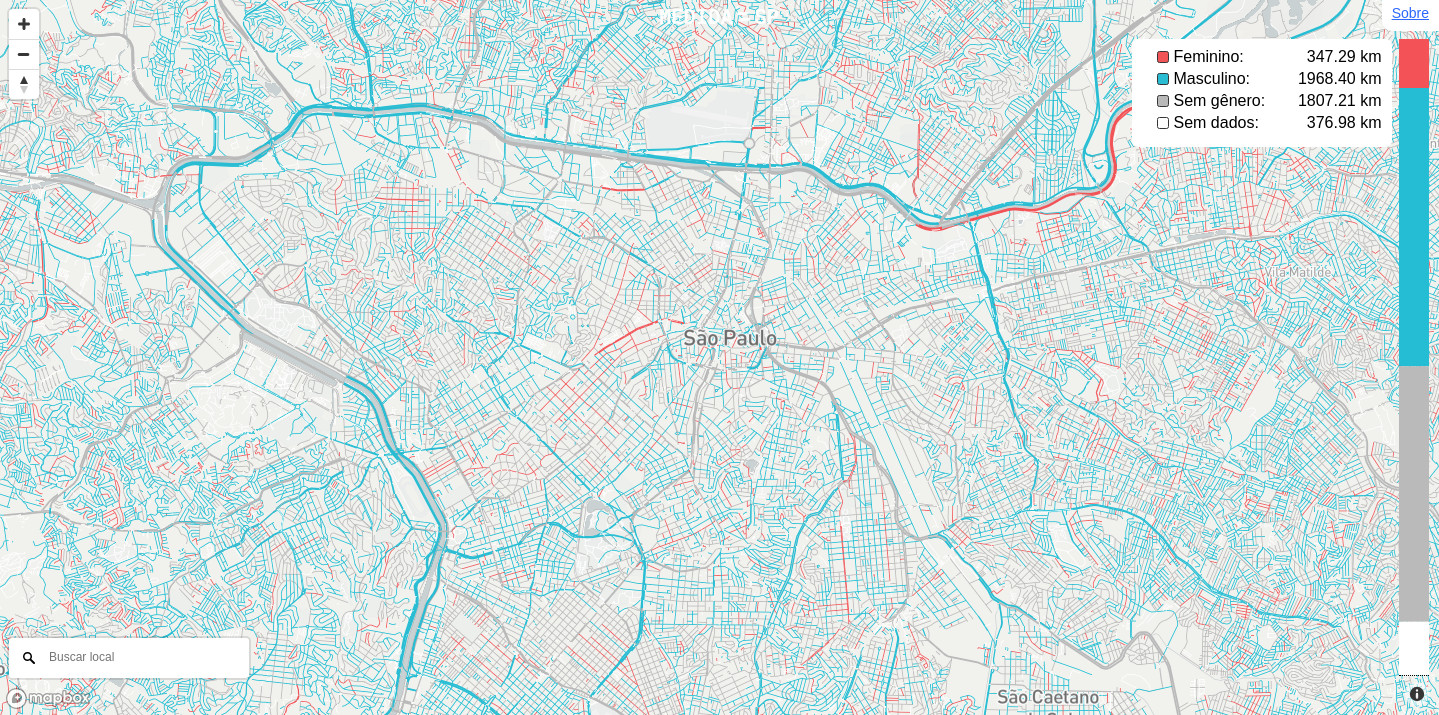 Sobre
Feminino: 347.29 km
Masculino: 1968.40 km
Sem gênero: 1807.21 km
Sem dados: 376.98 km
Vila Matilde
São Paulo
Buscar local
mapbox
São Caetano